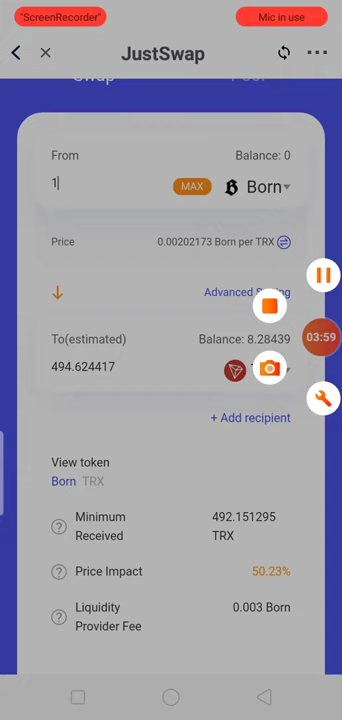 "ScreenRecorder"
Mic in use
JustSwap
Swap
From
Balance: 0
1
MAX
Born
Price
0.00202173 Born per TRX
Advanced
To(estimated)
Balance: 8.28439
494.624417
+ Add recipient
View token
Born TRX
Minimum Received
492.151295 TRX
Price Impact
50.23%
Liquidity Provider Fee
0.003 Born
03:59